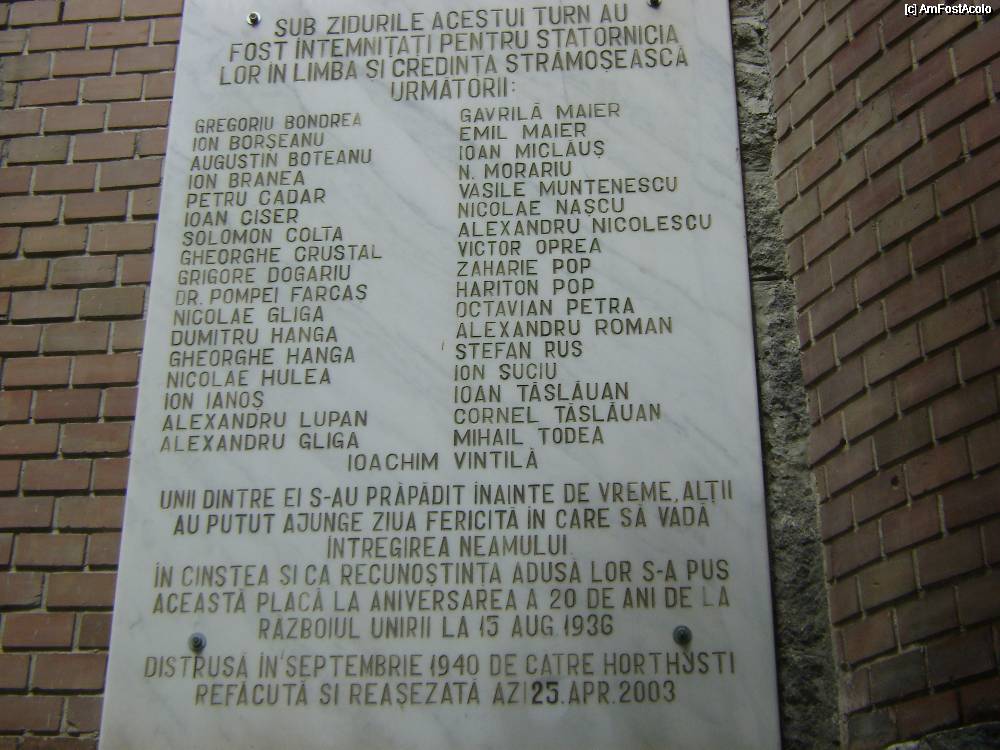 (c) AmFostAcolo
SUB ZIDURILE ACESTUI TURN AU
FOST ÎNTEMNITAȚI PENTRU STATORNICIA
LOR ÎN LIMBA ȘI CREDINȚA STRĂMOȘEASCĂ
URMĂTORII:
GREGORIU BONDREA
ION BORȘEANU
AUGUSTIN BOTEANU
ION BRANEA
PETRU CADAR
IOAN CISER
SOLOMON COLTA
GHEORGHE CRUSTAL
GRIGORE DOGARIU
DR. POMPEI FARCAȘ
NICOLAE GLIGA
DUMITRU HANGA
GHEORGHE HANGA
NICOLAE HULEA
ION IANOȘ
ALEXANDRU LUPAN
ALEXANDRU GLIGA
GAVRILĂ MAIER
EMIL MAIER
IOAN MICLĂUȘ
N. MORARIU
VASILE MUNTENESCU
NICOLAE NAȘCU
ALEXANDRU NICOLESCU
VICTOR OPREA
ZAHARIE POP
HARITON POP
OCTAVIAN PETRA
ALEXANDRU ROMAN
STEFAN RUS
ION SUCIU
IOAN TĂSLĂUAN
CORNEL TĂSLĂUAN
MIHAIL TODEA
IOACHIM VINTILĂ
UNII DINTRE EI S-AU PRĂPĂDIT ÎNAINTE DE VREME, ALȚII
AU PUTUT AJUNGE ZIUA FERICITĂ ÎN CARE SĂ VADĂ
ÎNTREGIREA NEAMULUI.
ÎN CINSTEA SI CA RECUNOȘTINȚA ADUSĂ LOR S-A PUS
ACEASTĂ PLACĂ LA ANIVERSAREA A 20 DE ANI DE LA
RĂZBOIUL UNIRII LA 15 AUG. 1936
DISTRUSĂ ÎN SEPTEMBRIE 1940 DE CĂTRE HORTHYSTI
REFĂCUTĂ SI REAȘEZATĂ AZI 25. APR. 2003